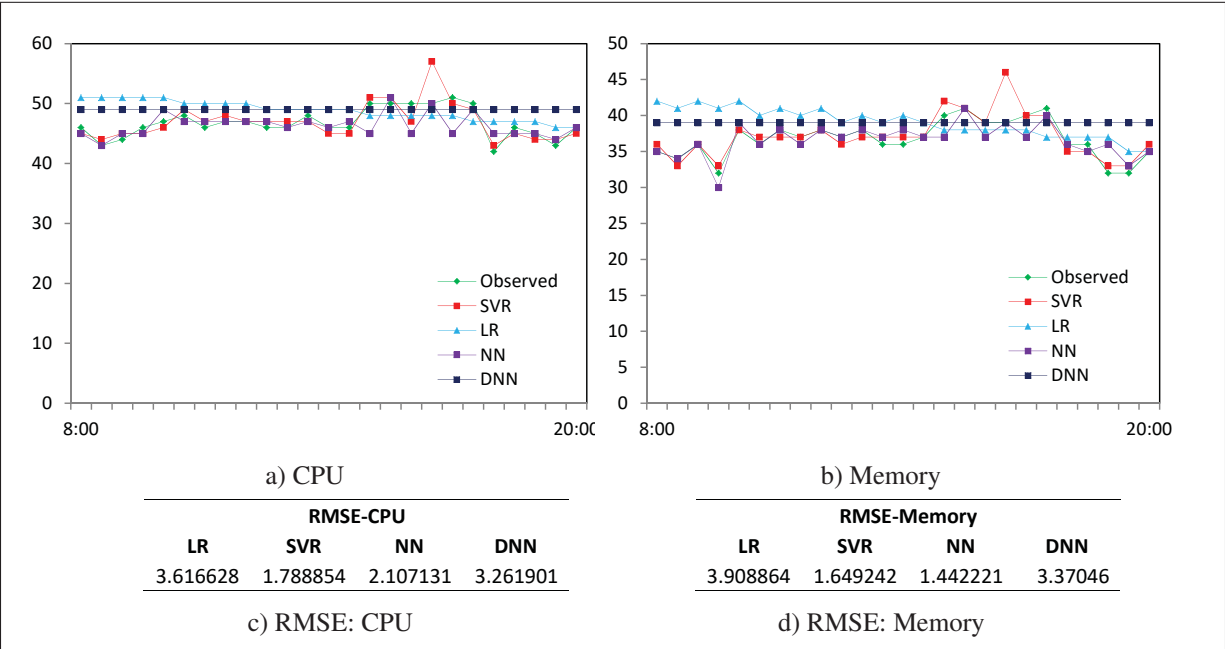 60
50
40
30
20
10
0
8:00
20:00
Observed
SVR
LR
NN
DNN
a) CPU
50
45
40
35
30
25
20
15
10
5
0
8:00
20:00
Observed
SVR
LR
NN
DNN
b) Memory
RMSE-CPU
LR SVR NN DNN
3.616628 1.788854 2.107131 3.261901
c) RMSE: CPU
RMSE-Memory
LR SVR NN DNN
3.908864 1.649242 1.442221 3.37046
d) RMSE: Memory